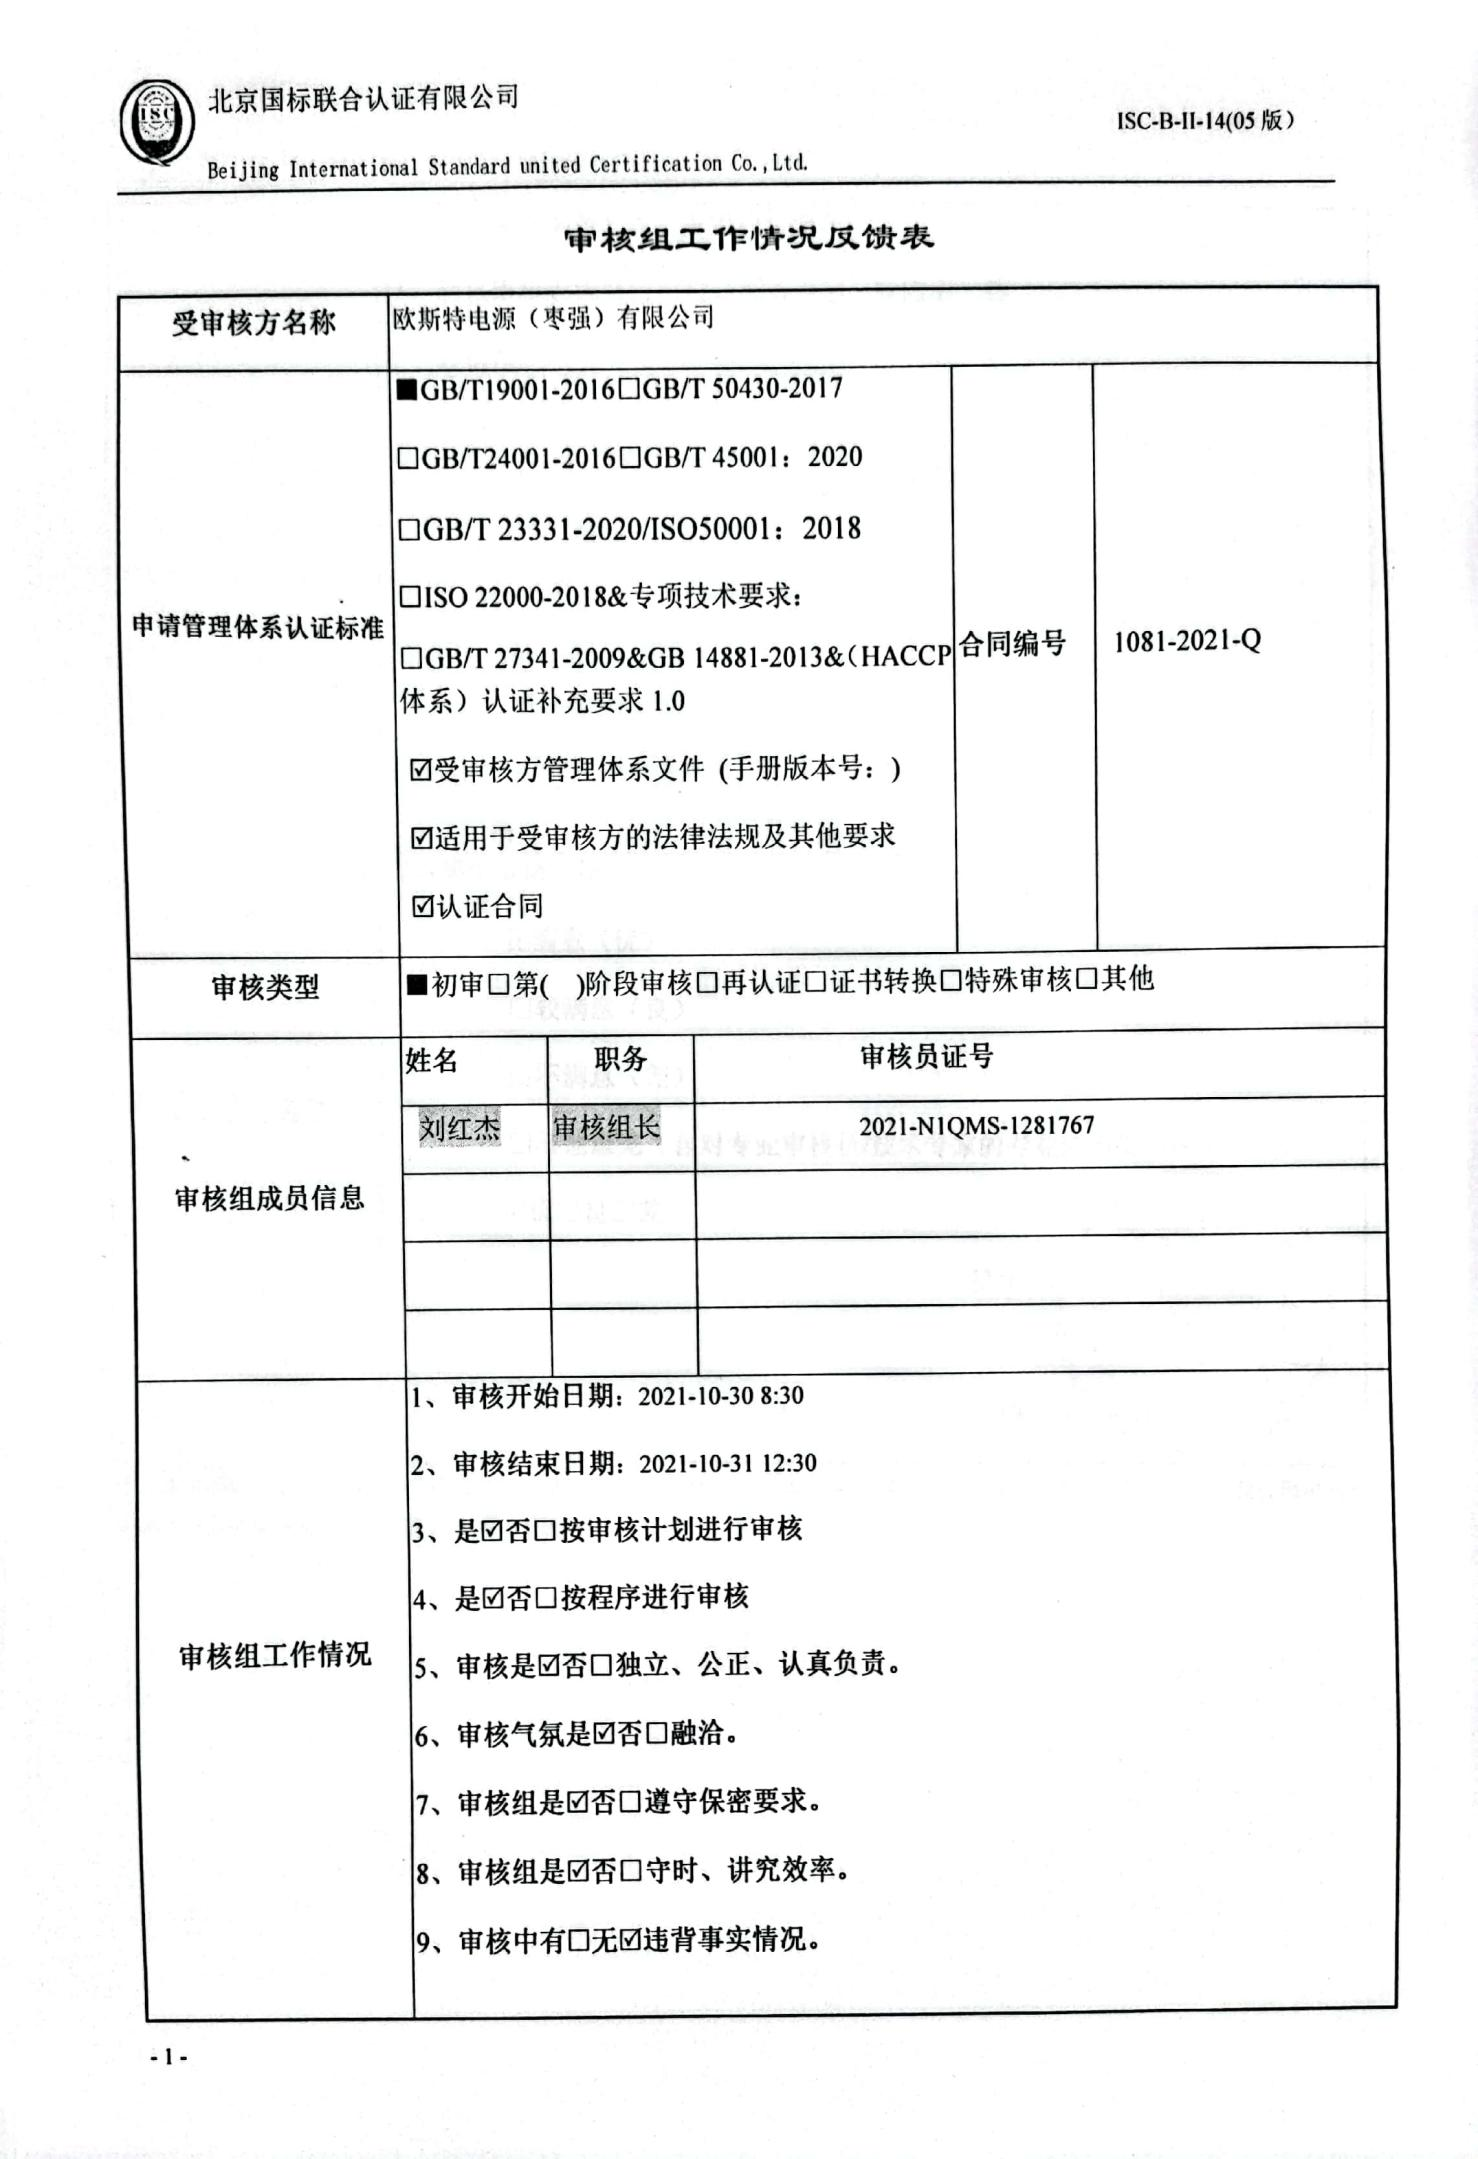 ISC
北京国标联合认证有限公司
ISC-B-II-14(05 版）
Beijing International Standard united Certification Co.,Ltd.
审核组工作情况反馈表
受审核方名称
欧斯特电源（枣强）有限公司
申请管理体系认证标准
■GB/T19001-2016□GB/T 50430-2017
□GB/T24001-2016□GB/T 45001：2020
□GB/T 23331-2020/ISO50001：2018
□ISO 22000-2018&专项技术要求：
□GB/T 27341-2009&GB 14881-2013&（HACCP
体系）认证补充要求 1.0
☑受审核方管理体系文件 (手册版本号：)
☑适用于受审核方的法律法规及其他要求
☑认证合同
合同编号
1081-2021-Q
审核类型
■初审□第( )阶段审核□再认证□证书转换□特殊审核□其他
审核组成员信息
姓名 职务 审核员证号
刘红杰 审核组长 2021-N1QMS-1281767
审核组工作情况
1、审核开始日期：2021-10-30 8:30
2、审核结束日期：2021-10-31 12:30
3、是☑否□按审核计划进行审核
4、是☑否□按程序进行审核
5、审核是☑否□独立、公正、认真负责。
6、审核气氛是☑否□融洽。
7、审核组是☑否□遵守保密要求。
8、审核组是☑否□守时、讲究效率。
9、审核中有□无☑违背事实情况。
- 1 -